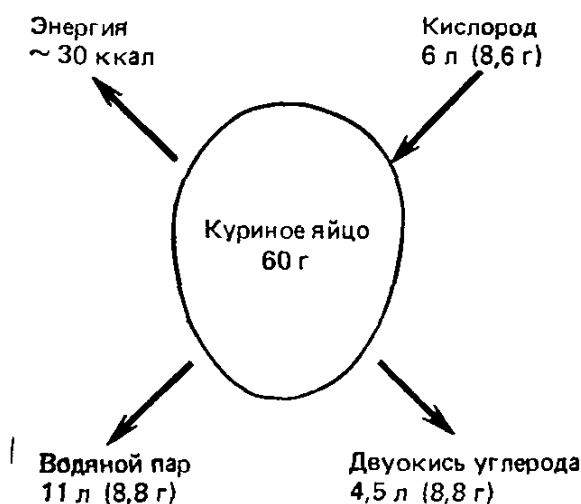 Энергия
~ 30 ккал
Кислород
6 л (8,6 г)
Куриное яйцо
60 г
Водяной пар
11 л (8,8 г)
Двуокись углерода
4,5 л (8,8 г)